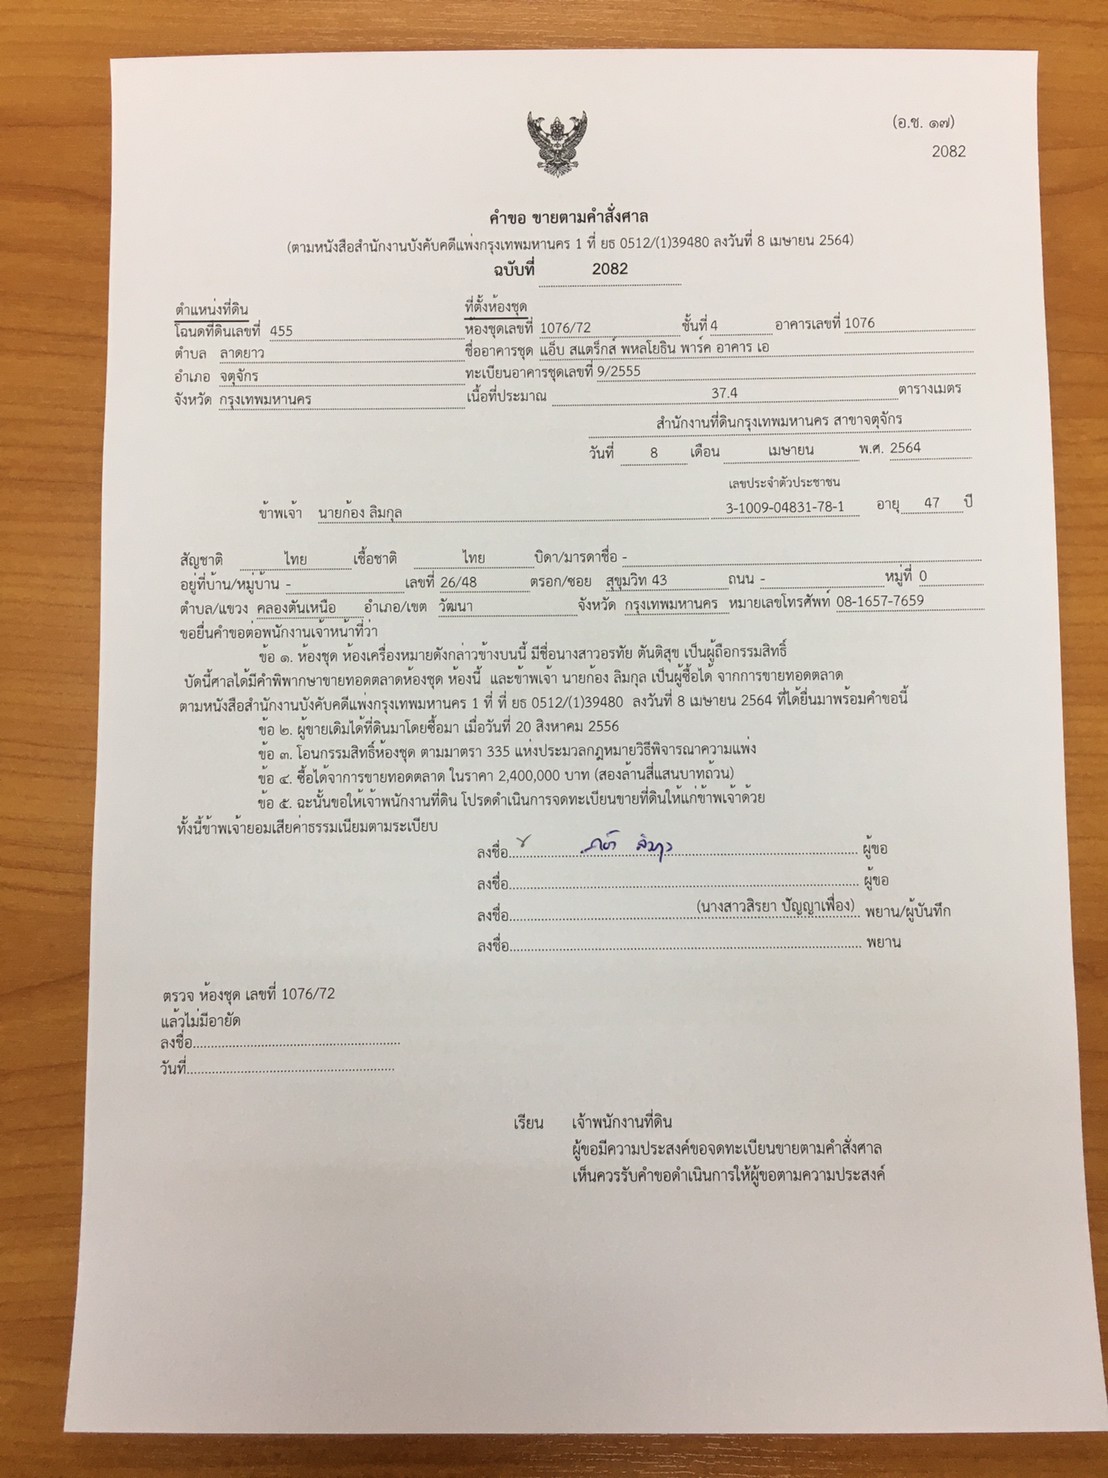 (อ.ช. ๑๗)
2082
คำขอ ขายตามคำสั่งศาล
(ตามหนังสือสำนักงานบังคับคดีแพ่งกรุงเทพมหานคร 1 ที่ ยธ 0512/(1)39480 ลงวันที่ 8 เมษายน 2564)
ฉบับที่ 2082
ตำแหน่งที่ดิน ที่ตั้งห้องชุด
โฉนดที่ดินเลขที่ 455 ห้องชุดเลขที่ 1076/72 ชั้นที่ 4 อาคารเลขที่ 1076
ตำบล ลาดยาว ชื่ออาคารชุด แอ็บ สแตร็กส์ พหลโยธิน พาร์ค อาคาร เอ
อำเภอ จตุจักร ทะเบียนอาคารชุดเลขที่ 9/2555
จังหวัด กรุงเทพมหานคร เนื้อที่ประมาณ 37.4 ตารางเมตร
สำนักงานที่ดินกรุงเทพมหานคร สาขาจตุจักร
วันที่ 8 เดือน เมษายน พ.ศ. 2564
เลขประจำตัวประชาชน
ข้าพเจ้า นายก้อง ลิมกุล 3-1009-04831-78-1 อายุ 47 ปี
สัญชาติ ไทย เชื้อชาติ ไทย บิดา/มารดาชื่อ -
อยู่ที่บ้าน/หมู่บ้าน - เลขที่ 26/48 ตรอก/ซอย สุขุมวิท 43 ถนน - หมู่ที่ 0
ตำบล/แขวง คลองตันเหนือ อำเภอ/เขต วัฒนา จังหวัด กรุงเทพมหานคร หมายเลขโทรศัพท์ 08-1657-7659
ขอยื่นคำขอต่อพนักงานเจ้าหน้าที่ว่า
ข้อ ๑. ห้องชุด ห้องเครื่องหมายดังกล่าวข้างบนนี้ มีชื่อนางสาวอรทัย ตันติสุข เป็นผู้ถือกรรมสิทธิ์
บัดนี้ศาลได้มีคำพิพากษาขายทอดตลาดห้องชุด ห้องนี้ และข้าพเจ้า นายก้อง ลิมกุล เป็นผู้ซื้อได้ จากการขายทอดตลาด
ตามหนังสือสำนักงานบังคับคดีแพ่งกรุงเทพมหานคร 1 ที่ ที่ ยธ 0512/(1)39480 ลงวันที่ 8 เมษายน 2564 ที่ได้ยื่นมาพร้อมคำขอนี้
ข้อ ๒. ผู้ขายเดิมได้ที่ดินมาโดยซื้อมา เมื่อวันที่ 20 สิงหาคม 2556
ข้อ ๓. โอนกรรมสิทธิ์ห้องชุด ตามมาตรา 335 แห่งประมวลกฎหมายวิธีพิจารณาความแพ่ง
ข้อ ๔. ซื้อได้จาการขายทอดตลาด ในราคา 2,400,000 บาท (สองล้านสี่แสนบาทถ้วน)
ข้อ ๕. ฉะนั้นขอให้เจ้าพนักงานที่ดิน โปรดดำเนินการจดทะเบียนขายที่ดินให้แก่ข้าพเจ้าด้วย
ทั้งนี้ข้าพเจ้ายอมเสียค่าธรรมเนียมตามระเบียบ
ลงชื่อ ผู้ขอ
ลงชื่อ ผู้ขอ
ลงชื่อ (นางสาวสิรยา ปัญญาเฟื่อง) พยาน/ผู้บันทึก
ลงชื่อ พยาน
ตรวจ ห้องชุด เลขที่ 1076/72
แล้วไม่มีอายัด
ลงชื่อ
วันที่
เรียน เจ้าพนักงานที่ดิน
ผู้ขอมีความประสงค์ขอจดทะเบียนขายตามคำสั่งศาล
เห็นควรรับคำขอดำเนินการให้ผู้ขอตามความประสงค์